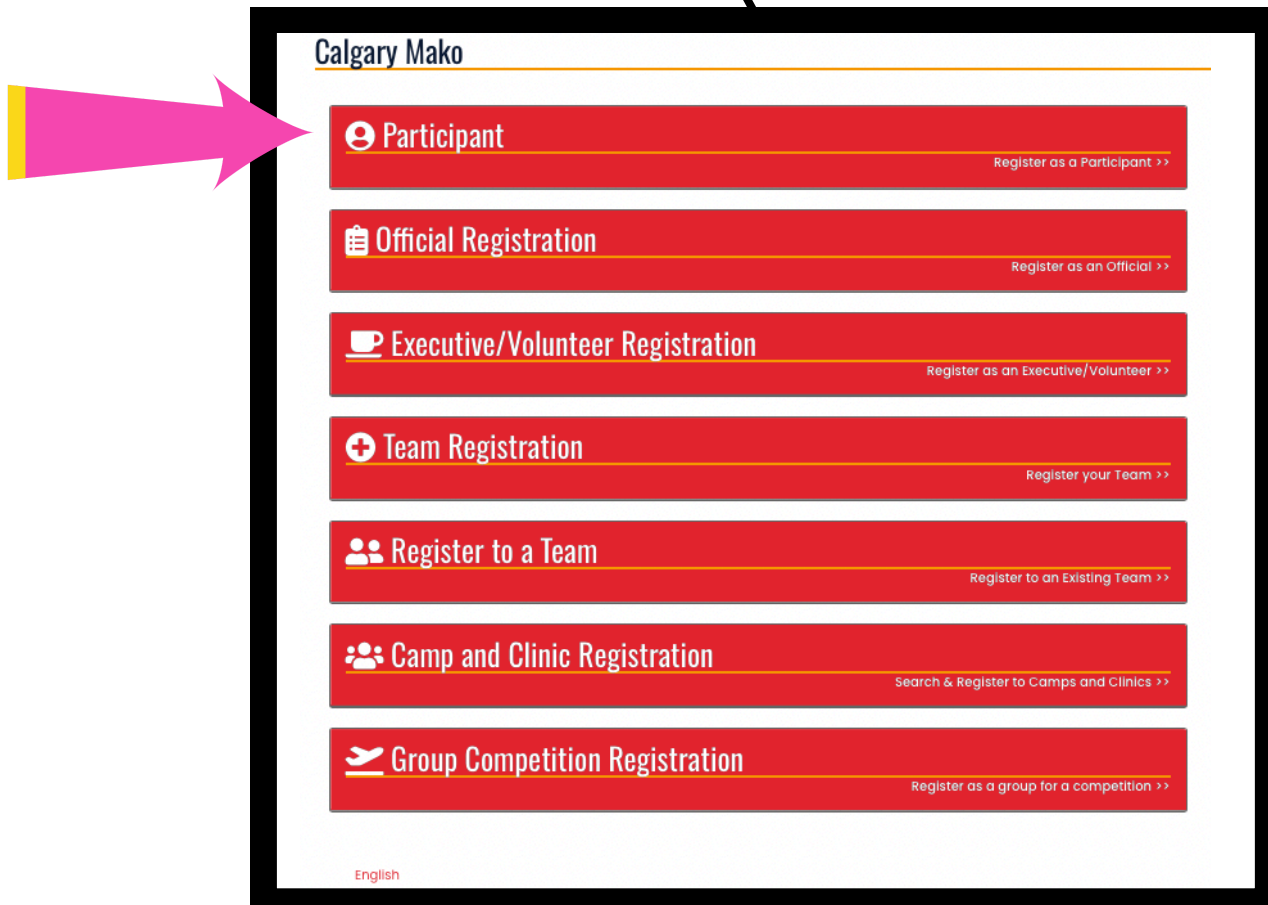 Calgary Mako
Participant
Register as a Participant >>
Official Registration
Register as an Official >>
Executive/Volunteer Registration
Register as an Executive/Volunteer >>
Team Registration
Register your Team >>
Register to a Team
Register to an Existing Team >>
Camp and Clinic Registration
Search & Register to Camps and Clinics >>
Group Competition Registration
Register as a group for a competition >>
English